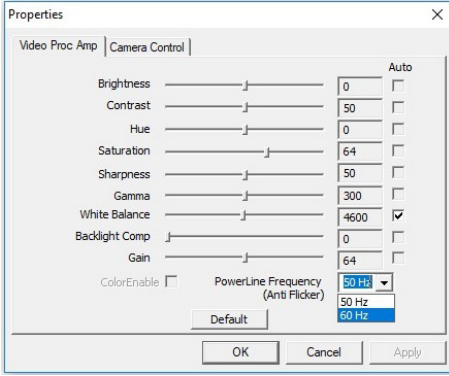 Properties
Video Proc Amp Camera Control
Auto
Brightness 0
Contrast 50
Hue 0
Saturation 64
Sharpness 50
Gamma 300
White Balance 4600
Backlight Comp 0
Gain 64
ColorEnable PowerLine Frequency 50 Hz
(Anti Flicker)
50 Hz
60 Hz
Default
OK Cancel Apply